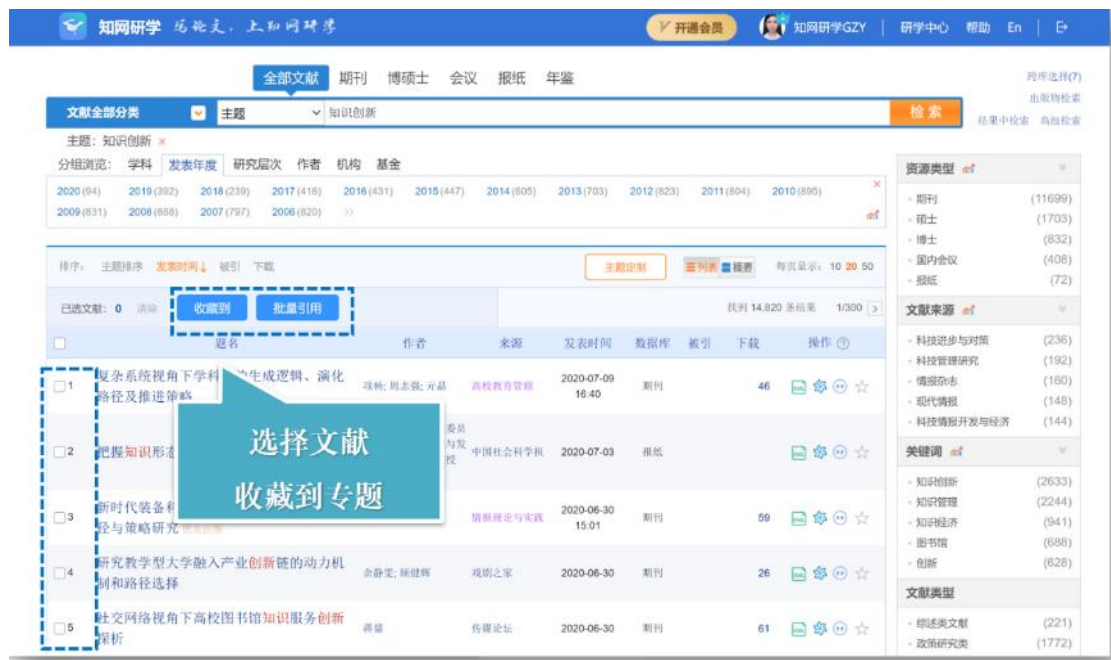 知网研学 写论文,上知网研学 开通会员 知网研学GZY 研学中心 帮助 En
全部文献 期刊 博硕士 会议 报纸 年鉴 跨库选择(7)
出版物检索
文献全部分类 主题 知识创新 检索 结果中检索 高级检索
主题：知识创新 ×
分组浏览： 学科 发表年度 研究层次 作者 机构 基金
2020(94) 2019(392) 2018(239) 2017(416) 2016(431) 2015(447) 2014(605) 2013(703) 2012(823) 2011(804) 2010(895) ×
2009(831) 2008(888) 2007(797) 2006(820) >>
排序： 主题排序 发表时间↓ 被引 下载 主题定制 列表 摘要 每页显示：10 20 50
已选文献：0 清除 收藏到 批量引用 找到 14,820 条结果 1/300 >
题名 作者 来源 发表时间 数据库 被引 下载 操作
1 复杂系统视角下学科 生成逻辑、演化
路径及推进策略
项杨; 周志强; 亓晶 高校教育管理 2020-07-09
16:40 期刊 46
2 把握知识形态 中国社会科学报 2020-07-03 报纸
3 新时代装备科
径与策略研究
情报理论与实践 2020-06-30
15:01 期刊 59
4 研究教学型大学融入产业创新链的动力机
制和路径选择
余静雯; 顾健辉 戏剧之家 2020-06-30 期刊 26
5 社交网络视角下高校图书馆知识服务创新
探析
传媒论坛 2020-06-30 期刊 61
选择文献
收藏到专题
资源类型
期刊 (11699)
硕士 (1703)
博士 (832)
国内会议 (406)
报纸 (72)
文献来源
科技进步与对策 (236)
科技管理研究 (192)
情报杂志 (160)
现代情报 (148)
科技情报开发与经济 (144)
关键词
知识创新 (2633)
知识管理 (2244)
知识经济 (941)
图书馆 (688)
创新 (628)
文献类型
综述类文献 (221)
政策研究类 (1772)